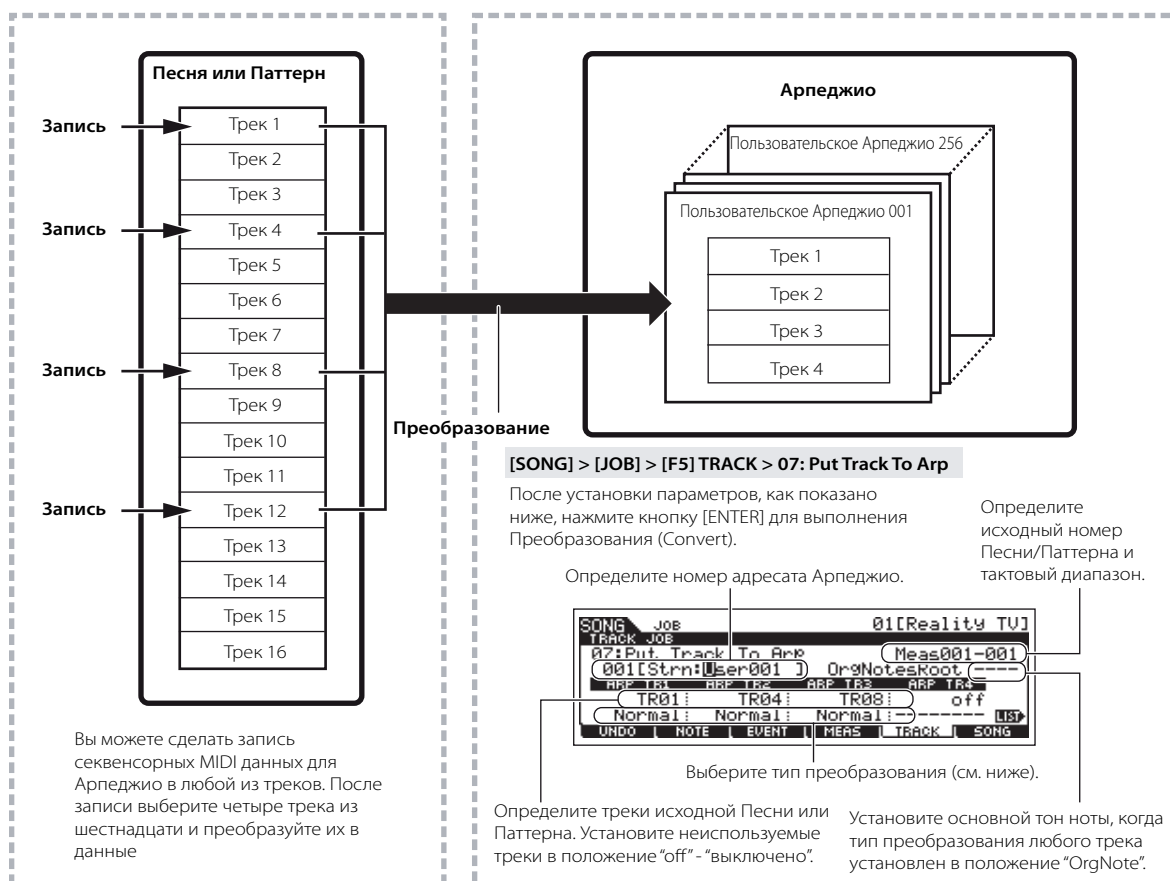 Песня или Паттерн
Запись
Трек 1
Трек 2
Трек 3
Запись
Трек 4
Трек 5
Трек 6
Трек 7
Запись
Трек 8
Трек 9
Трек 10
Трек 11
Запись
Трек 12
Трек 13
Трек 14
Трек 15
Трек 16
Преобразование
Вы можете сделать запись
секвенсорных MIDI данных для
Арпеджио в любой из треков. После
записи выберите четыре трека из
шестнадцати и преобразуйте их в
данные
Арпеджио
Пользовательское Арпеджио 256
Пользовательское Арпеджио 001
Трек 1
Трек 2
Трек 3
Трек 4
[SONG] > [JOB] > [F5] TRACK > 07: Put Track To Arp
После установки параметров, как показано
ниже, нажмите кнопку [ENTER] для выполнения
Преобразования (Convert).
Определите
исходный номер
Песни/Паттерна и
тактовый диапазон.
Определите номер адресата Арпеджио.
SONG JOB 01[Reality TV]
TRACK JOB
07:Put Track To Arp Meas001-001
001[Strn:User001 ] OrgNotesRoot ----
ARP TR1 ARP TR2 ARP TR3 ARP TR4
TR01 TR04 TR08 off
Normal Normal Normal -------- LIST
UNDO NOTE EVENT MEAS TRACK SONG
Выберите тип преобразования (см. ниже).
Определите треки исходной Песни или
Паттерна. Установите неиспользуемые
треки в положение “off” - “выключено”.
Установите основной тон ноты, когда
тип преобразования любого трека
установлен в положение “OrgNote”.